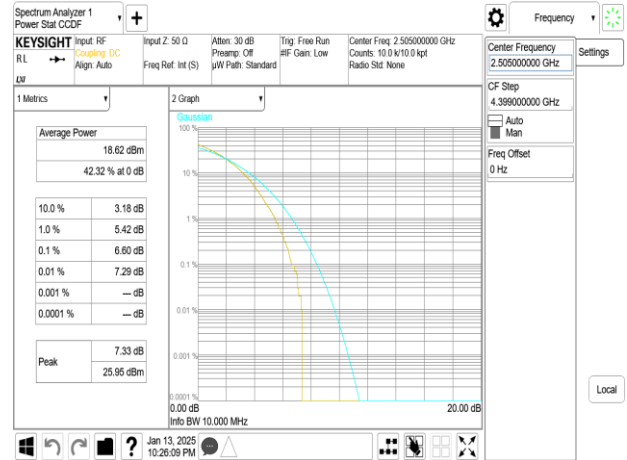 Spectrum Analyzer 1
Power Stat CCDF
Frequency
KEYSIGHT
RL
Input: RF
Coupling: DC
Align: Auto
Input Z: 50 Ω
Freq Ref: Int (S)
Atten: 30 dB
Preamp: Off
µW Path: Standard
Trig: Free Run
#IF Gain: Low
Center Freq: 2.505000000 GHz
Counts: 10.0 k/10.0 kpt
Radio Std: None
LXI
Center Frequency
2.505000000 GHz
Settings
CF Step
4.399000000 GHz
Auto
Man
Freq Offset
0 Hz
1 Metrics
2 Graph
Average Power
18.62 dBm
42.32 % at 0 dB
10.0 % 3.18 dB
1.0 % 5.42 dB
0.1 % 6.60 dB
0.01 % 7.29 dB
0.001 % --- dB
0.0001 % --- dB
Peak
7.33 dB
25.95 dBm
Gaussian
100 %
10 %
1 %
0.1 %
0.01 %
0.001 %
0.0001 %
0.00 dB
20.00 dB
Info BW 10.000 MHz
Local
?
Jan 13, 2025
10:26:09 PM